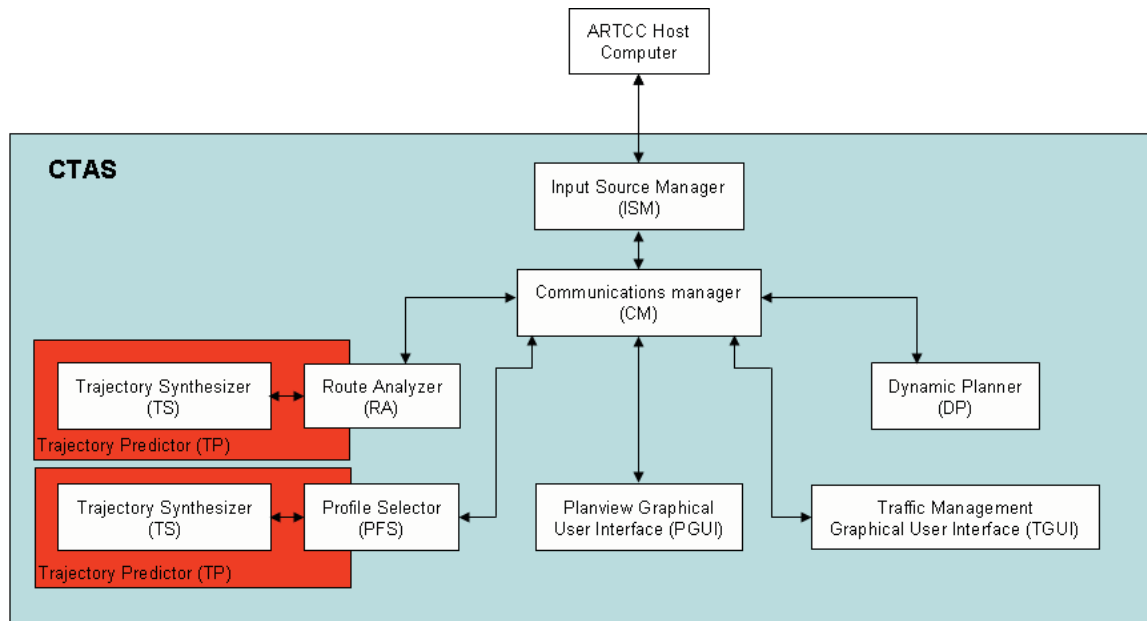 ARTCC Host
Computer
CTAS
Input Source Manager
(ISM)
Communications manager
(CM)
Trajectory Synthesizer
(TS)
Route Analyzer
(RA)
Dynamic Planner
(DP)
Trajectory Predictor (TP)
Trajectory Synthesizer
(TS)
Profile Selector
(PFS)
Planview Graphical
User Interface (PGUI)
Traffic Management
Graphical User Interface (TGUI)
Trajectory Predictor (TP)